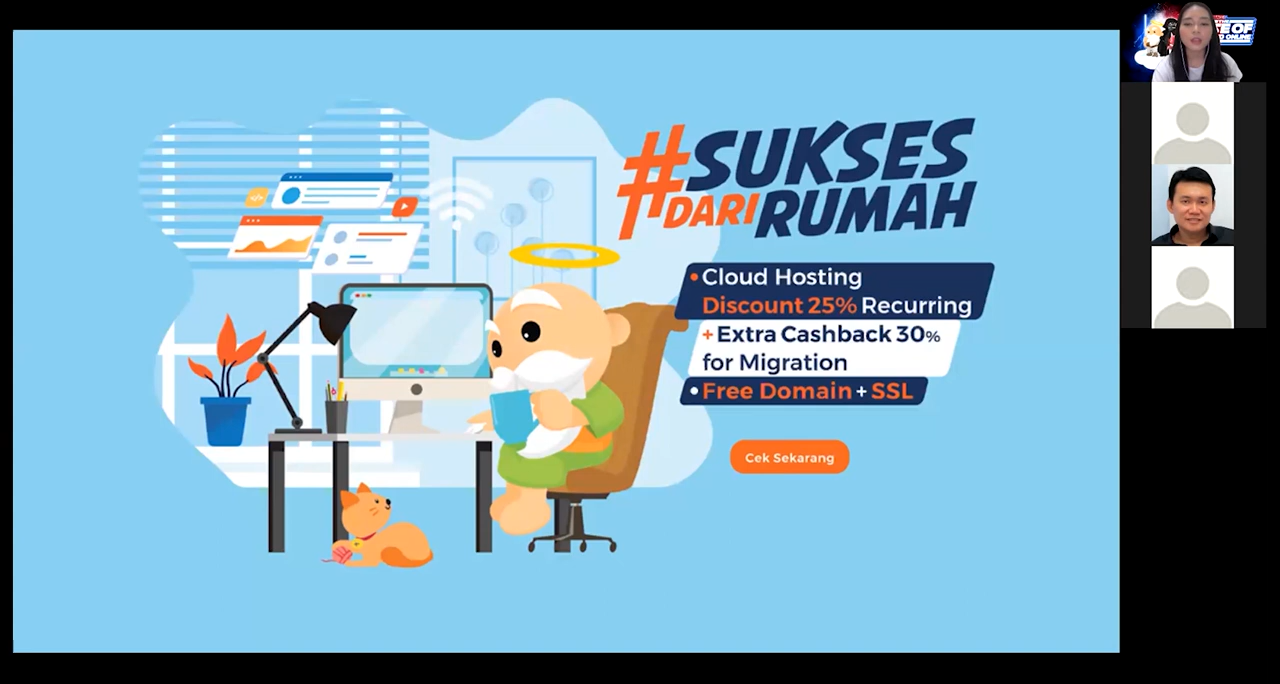 #SUKSES
DARI RUMAH
• Cloud Hosting
Discount 25% Recurring
+ Extra Cashback 30%
for Migration
• Free Domain + SSL
Cek Sekarang